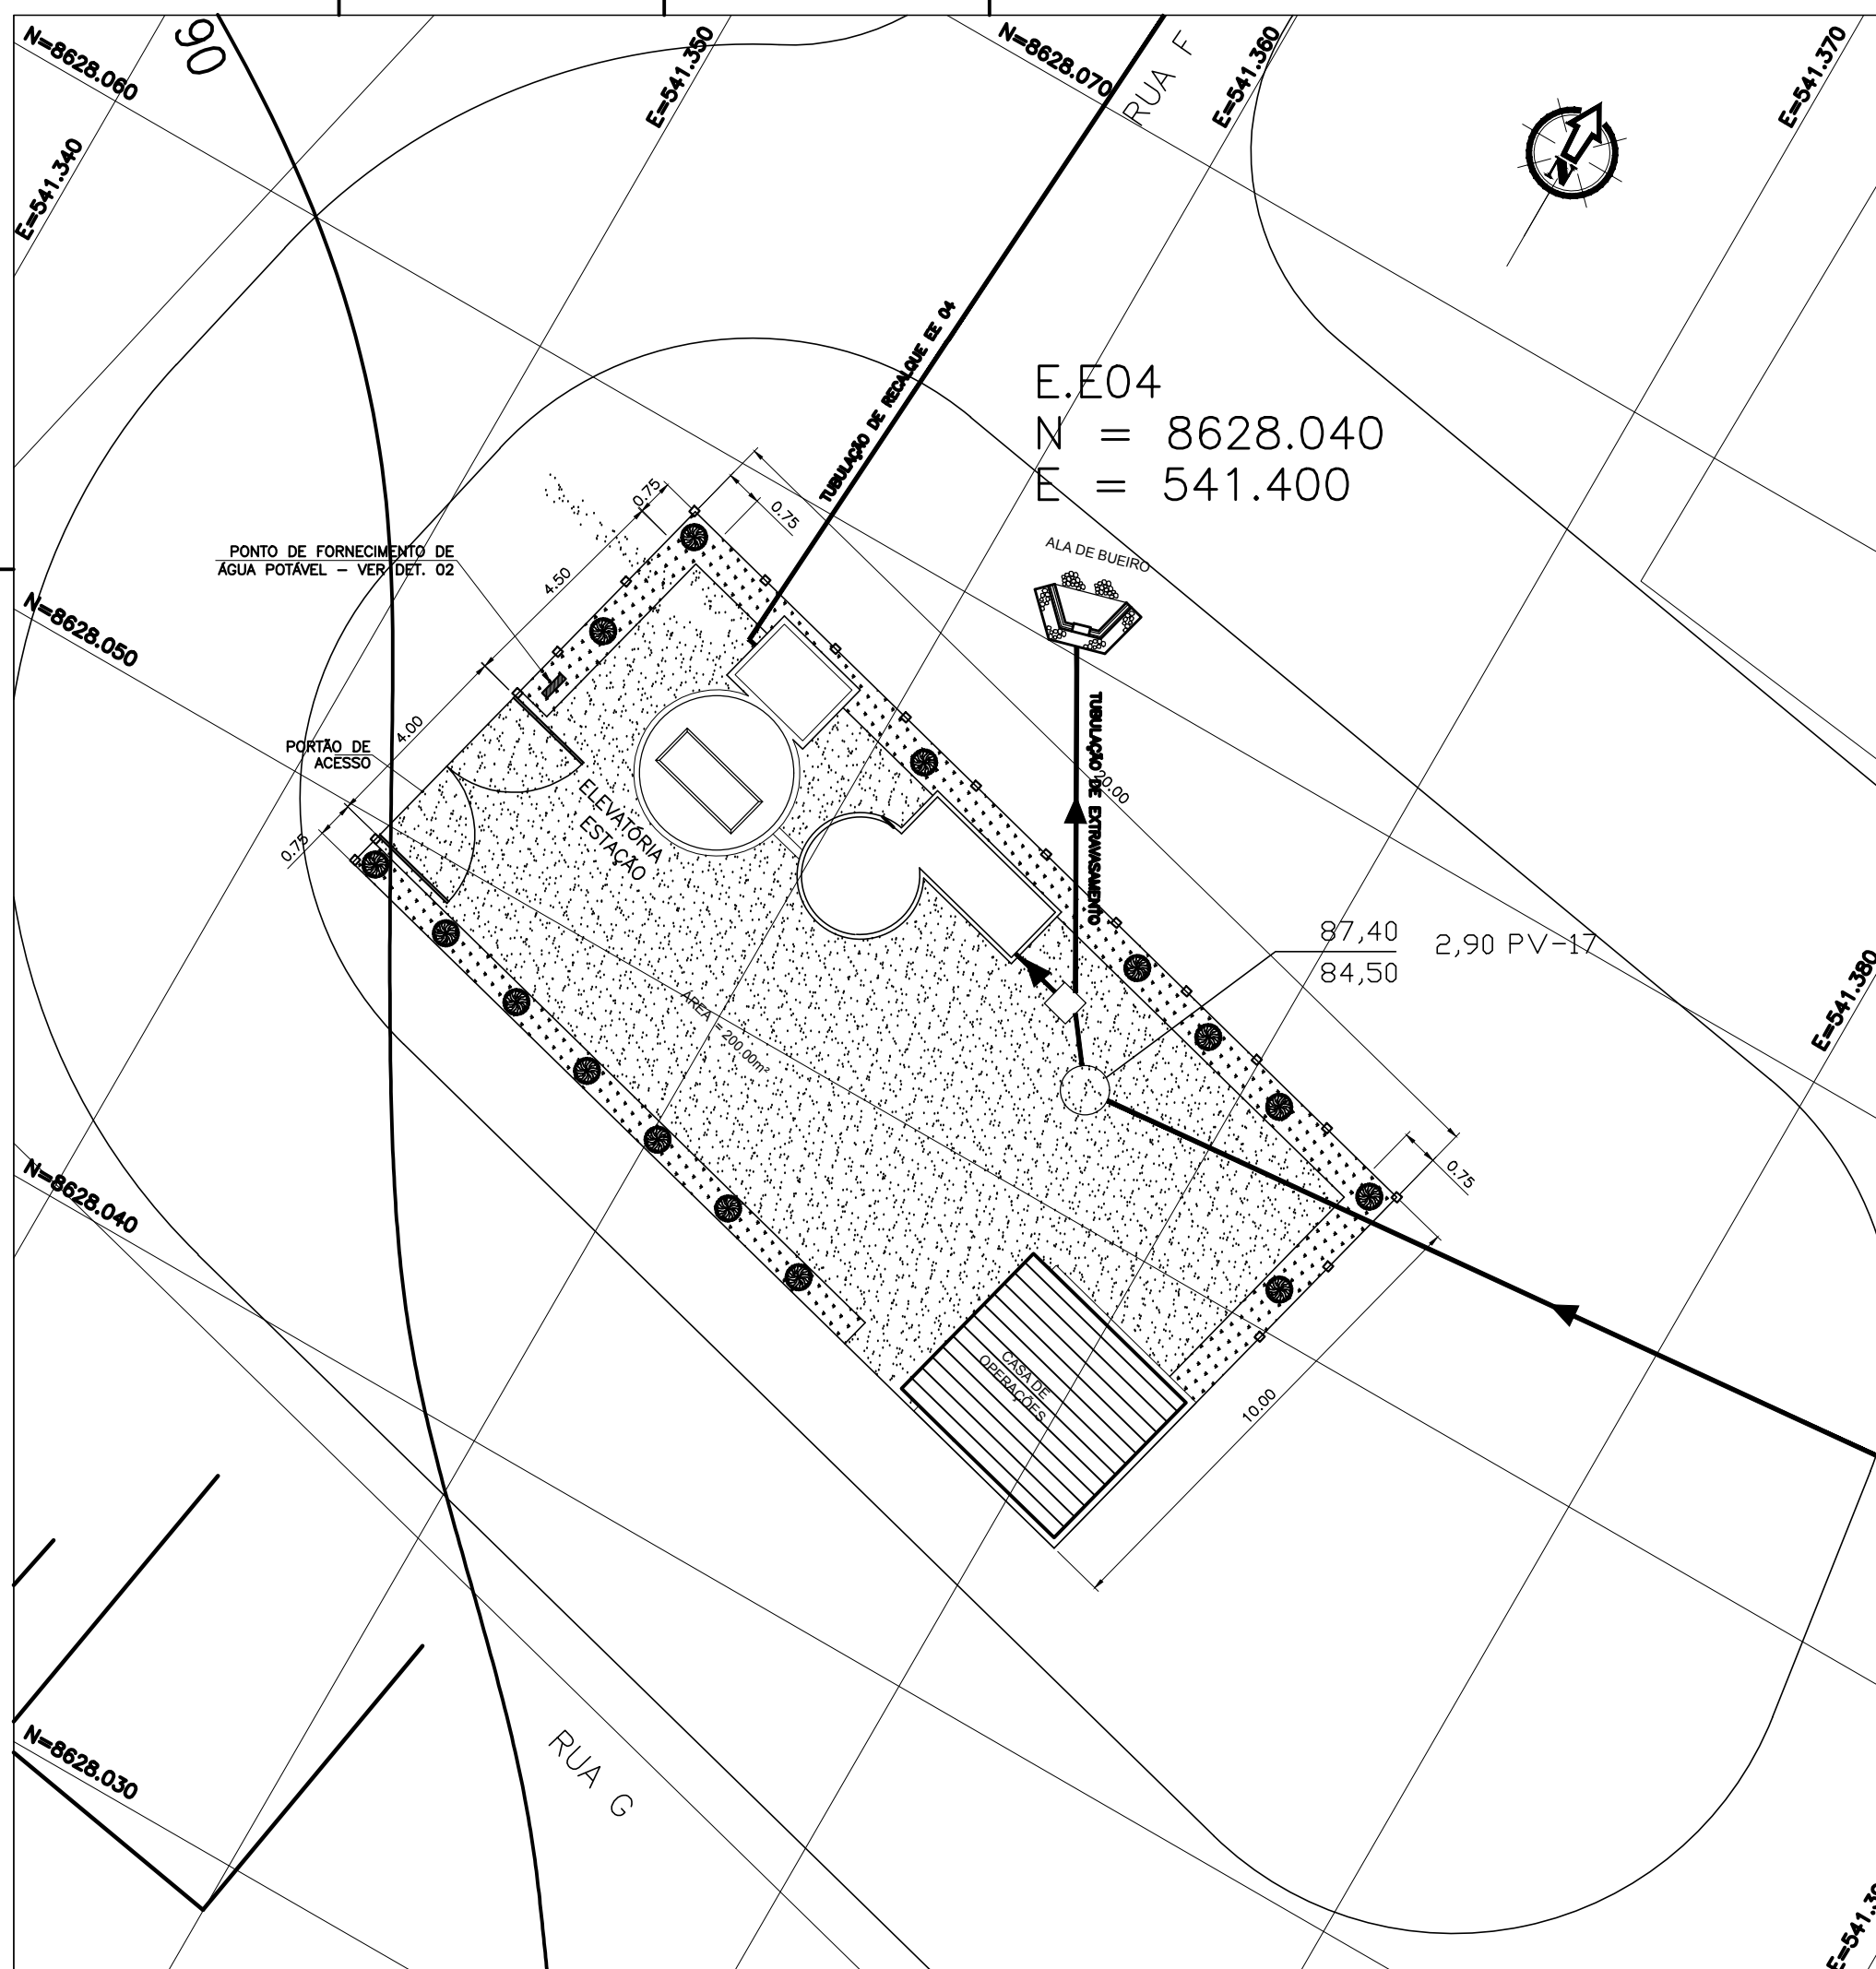 90
N=8628.060
E=541.340
E=541.350
N=8628.070
RUA F
E=541.360
E=541.370
N
TUBULAÇÃO DE RECALQUE EE 04
E.E04
N = 8628.040
E = 541.400
ALA DE BUEIRO
0.75
0.75
4.50
PONTO DE FORNECIMENTO DE
ÁGUA POTÁVEL – VER DET. 02
N=8628.050
4.00
PORTÃO DE
ACESSO
0.75
ELEVATÓRIA
ESTAÇÃO
TUBULAÇÃO DE EXTRAVASAMENTO
20.00
87,40
84,50
2,90 PV-17
E=541.380
ÁREA = 200.00m²
0.75
N=8628.040
CASA DE
OPERAÇÕES
10.00
N=8628.030
RUA G